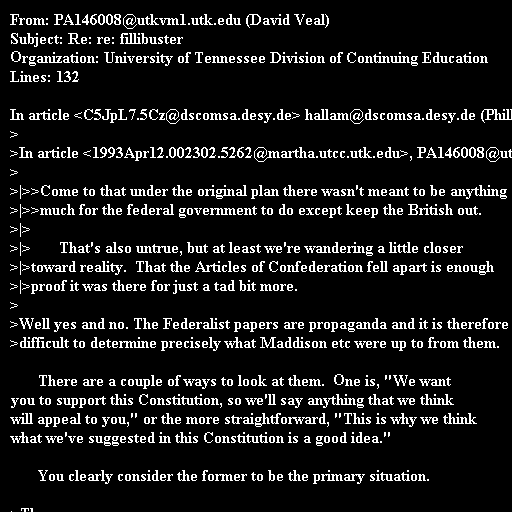 From: PA146008@utkvm1.utk.edu (David Veal)
Subject: Re: re: fillibuster
Organization: University of Tennessee Division of Continuing Education
Lines: 132
In article <C5JpL7.5Cz@dscomsa.desy.de> hallam@dscomsa.desy.de (Phill
>
>In article <1993Apr12.002302.5262@martha.utcc.utk.edu>, PA146008@ut
>
>|>>Come to that under the original plan there wasn't meant to be anything
>|>>much for the federal government to do except keep the British out.
>|>
>|> That's also untrue, but at least we're wandering a little closer
>|>toward reality. That the Articles of Confederation fell apart is enough
>|>proof it was there for just a tad bit more.
>
>Well yes and no. The Federalist papers are propaganda and it is therefore
>difficult to determine precisely what Maddison etc were up to from them.
There are a couple of ways to look at them. One is, "We want
you to support this Constitution, so we'll say anything that we think
will appeal to you," or the more straightforward, "This is why we think
what we've suggested in this Constitution is a good idea."
You clearly consider the former to be the primary situation.